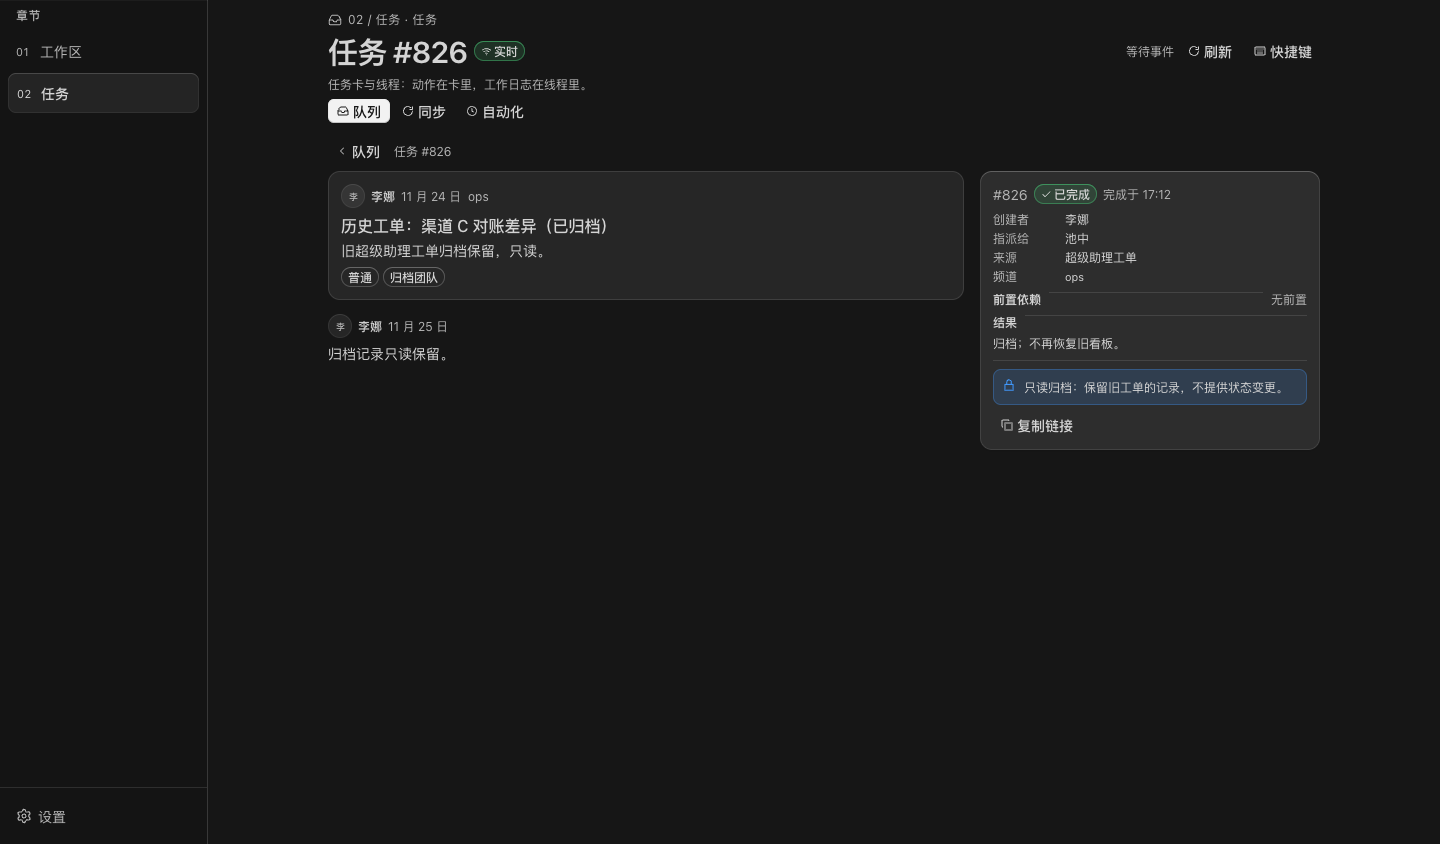 章节
01 工作区
02 任务
设置
02 / 任务 · 任务
任务 #826 实时
等待事件 刷新 快捷键
任务卡与线程：动作在卡里，工作日志在线程里。
队列 同步 自动化
队列 任务 #826
李 李娜 11 月 24 日 ops
历史工单：渠道 C 对账差异（已归档）
旧超级助理工单归档保留，只读。
普通 归档团队
李 李娜 11 月 25 日
归档记录只读保留。
#826 已完成 完成于 17:12
创建者 李娜
指派给 池中
来源 超级助理工单
频道 ops
前置依赖 无前置
结果
归档；不再恢复旧看板。
只读归档：保留旧工单的记录，不提供状态变更。
复制链接